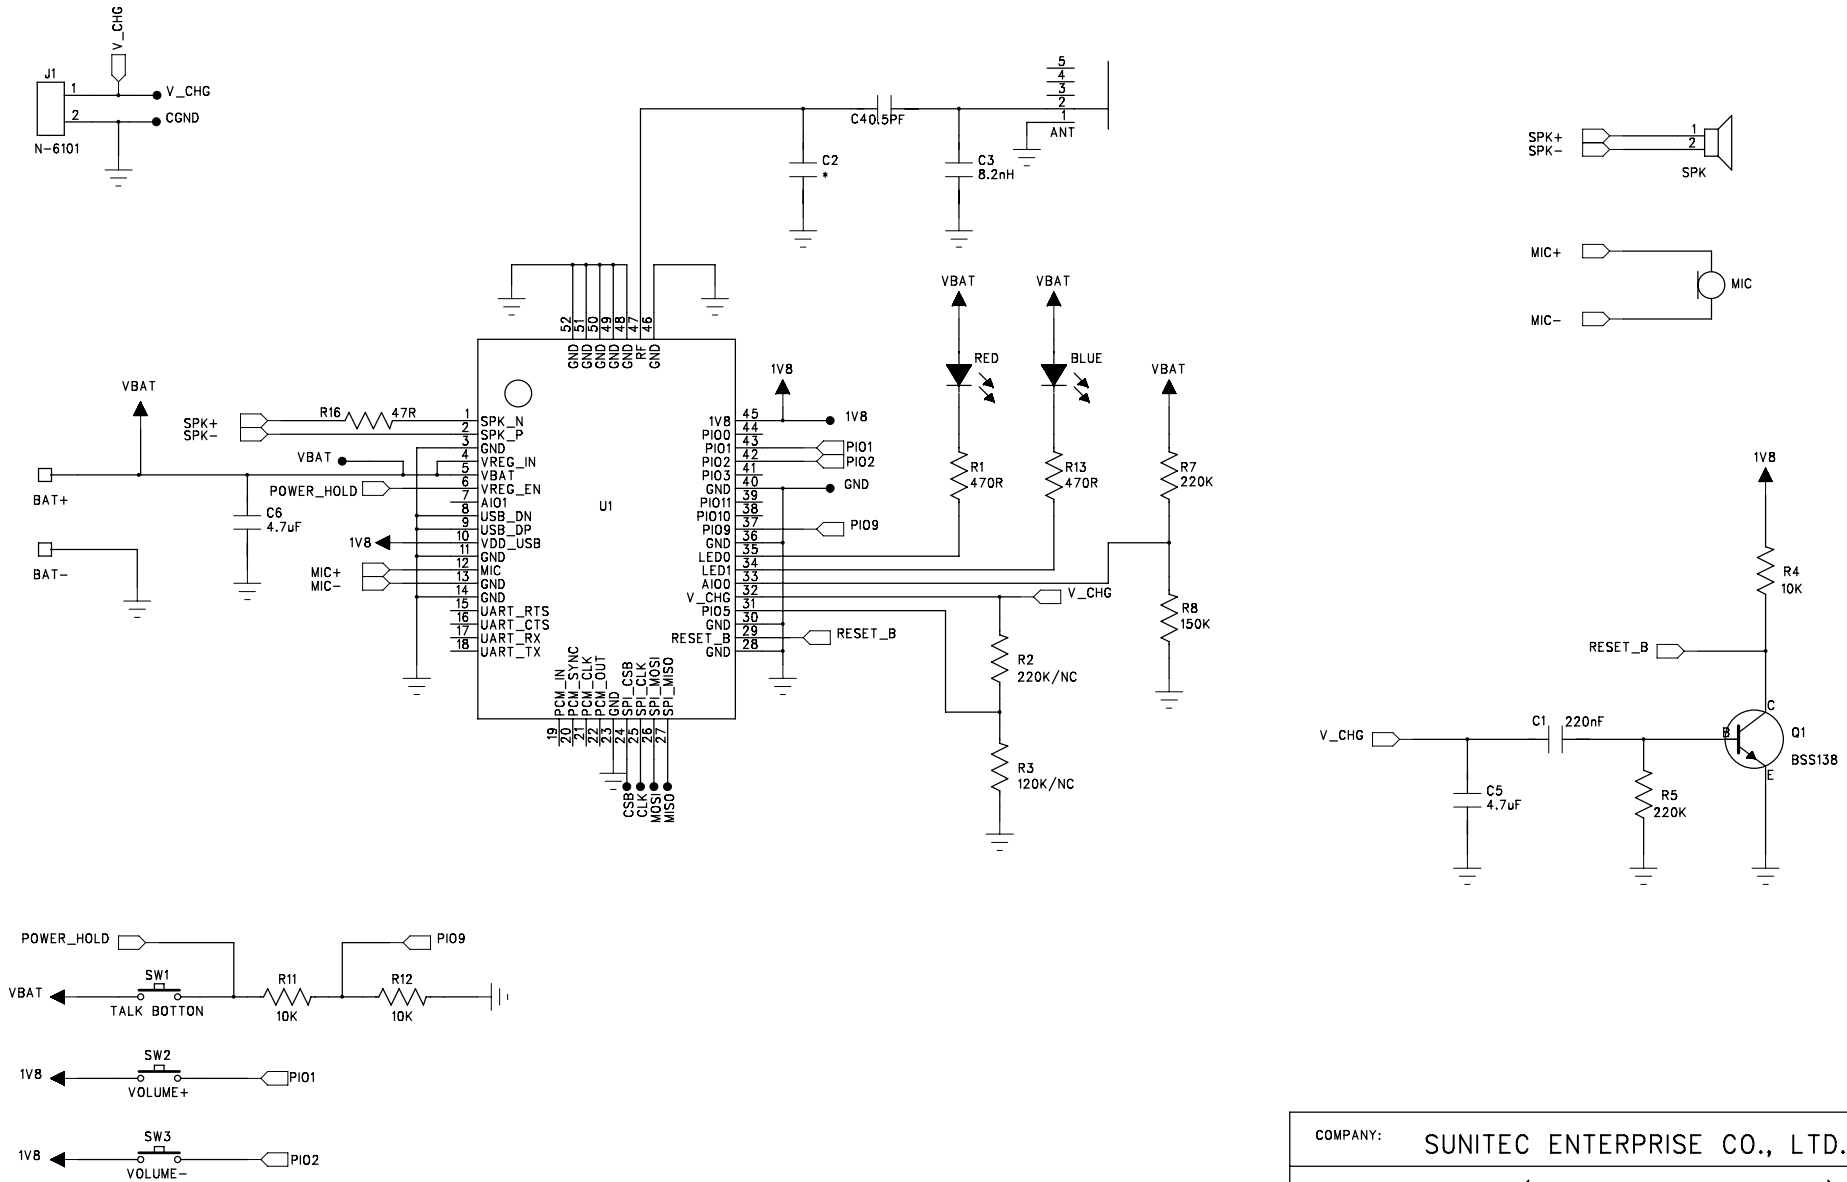 V_CHG
J1
1
V_CHG
2
CGND
N-6101
5
4
3
2
1
ANT
C4 0.5PF
C2
*
C3
8.2nH
SPK+
SPK-
1
2
SPK
MIC+
MIC
MIC-
52
51
50
49
48
47
46
GND
GND
GND
GND
GND
RF
GND
VBAT
SPK+
SPK-
R16
47R
VBAT
BAT+
POWER_HOLD
C6
4.7uF
1V8
BAT-
MIC+
MIC-
1 SPK_N
2 SPK_P
3 GND
4 VREG_IN
5 VBAT
6 VREG_EN
7 AIO1
8 USB_DN
9 USB_DP
10 VDD_USB
11 GND
12 MIC
13 GND
14 GND
15 UART_RTS
16 UART_CTS
17 UART_RX
18 UART_TX
U1
1V8 45
PIO0 44
PIO1 43
PIO2 42
PIO3 41
GND 40
PIO11 39
PIO10 38
PIO9 37
GND 36
LED0 35
LED1 34
AIO0 33
V_CHG 32
PIO5 31
GND 30
RESET_B 29
GND 28
PCM_IN
PCM_SYNC
PCM_CLK
PCM_OUT
GND
SPI_CSB
SPI_CLK
SPI_MOSI
SPI_MISO
19
20
21
22
23
24
25
26
27
CSB
CLK
MOSI
MISO
1V8
1V8
PIO1
PIO2
GND
PIO9
V_CHG
RESET_B
VBAT
RED
R1
470R
VBAT
BLUE
R13
470R
VBAT
R7
220K
R8
150K
R2
220K/NC
R3
120K/NC
1V8
R4
10K
RESET_B
V_CHG
C1
220nF
C
B
E
Q1
BSS138
C5
4.7uF
R5
220K
POWER_HOLD
PIO9
VBAT
SW1
TALK BOTTON
R11
10K
R12
10K
1V8
SW2
VOLUME+
PIO1
1V8
SW3
VOLUME-
PIO2
COMPANY:
SUNITEC ENTERPRISE CO., LTD.